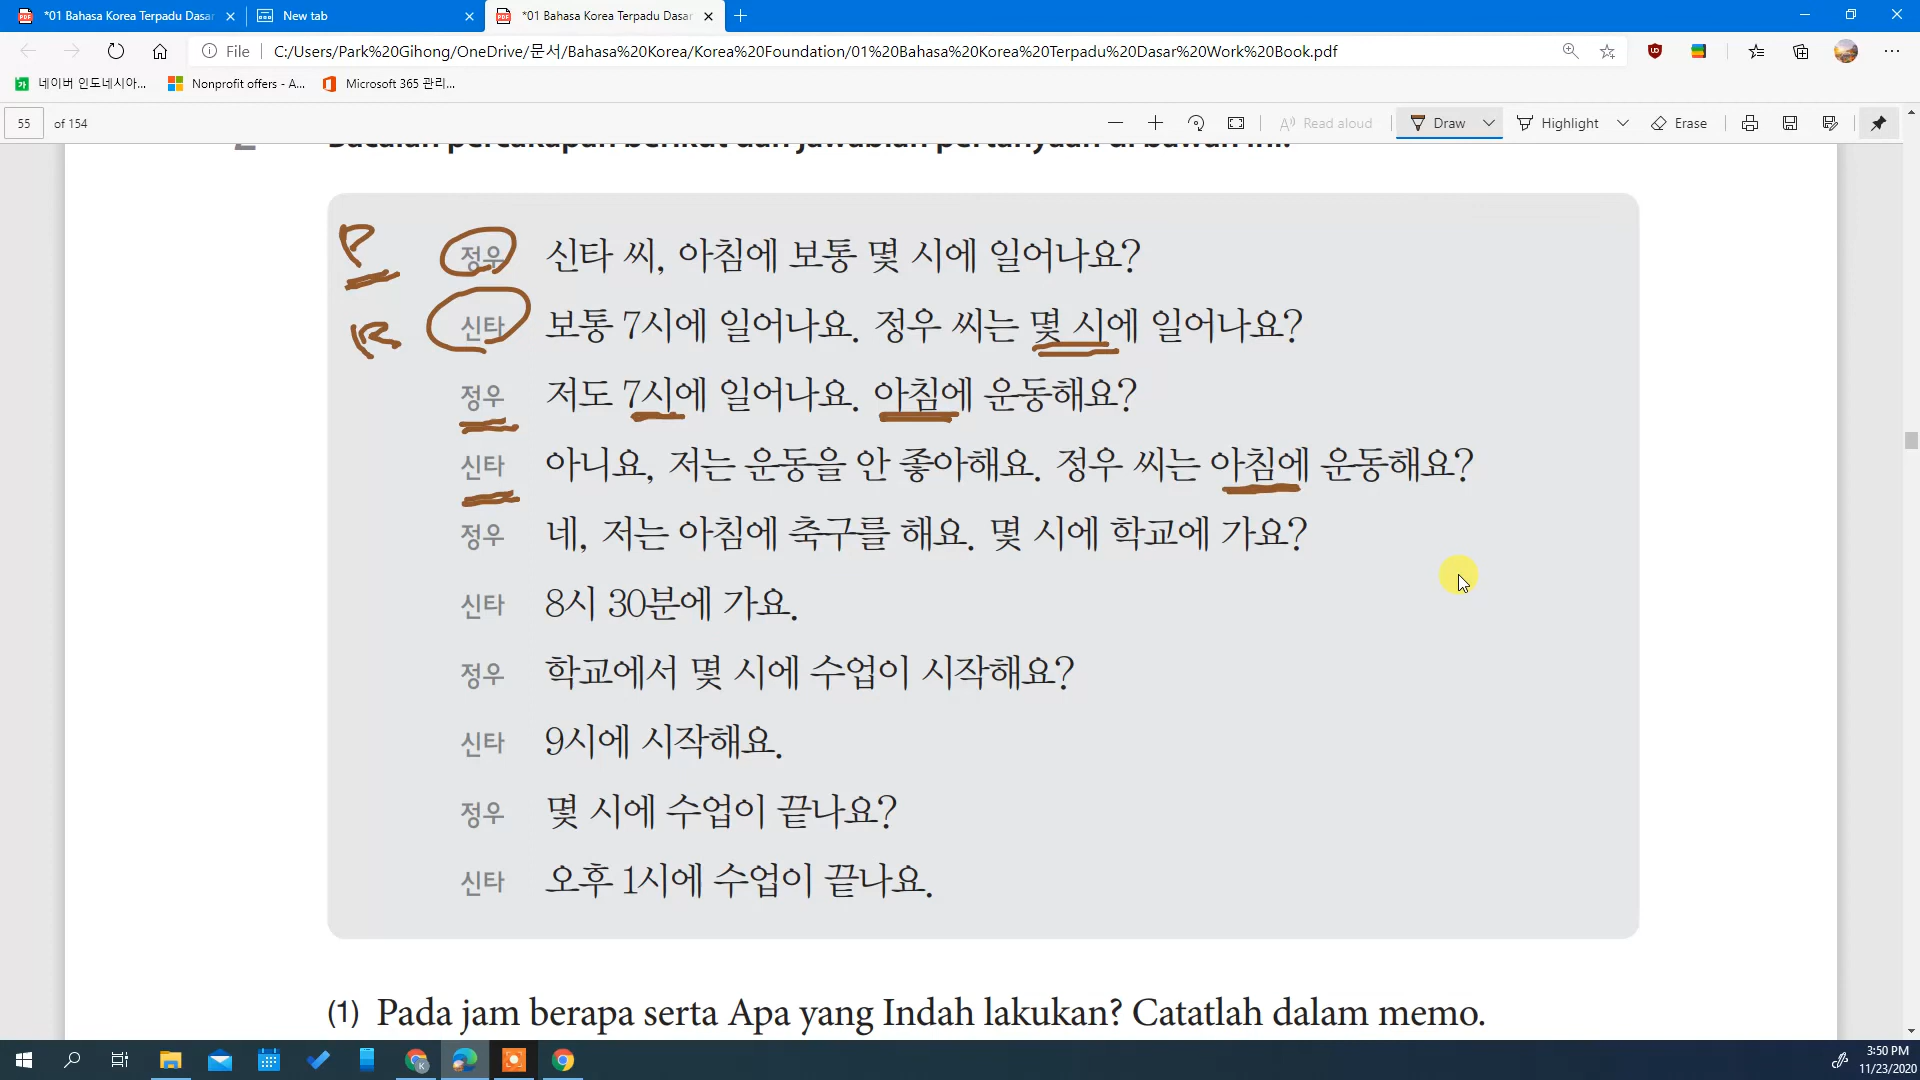 *01 Bahasa Korea Terpadu Dasar
New tab
*01 Bahasa Korea Terpadu Dasar
File
C:/Users/Park%20Gihong/OneDrive/문서/Bahasa%20Korea/Korea%20Foundation/01%20Bahasa%20Korea%20Terpadu%20Dasar%20Work%20Book.pdf
네이버 인도네시아어...
Nonprofit offers - A...
Microsoft 365 관리...
55 of 154
Read aloud
Draw
Highlight
Erase
2 Bacalah percakapan berikut dan jawablah pertanyaan di bawah ini.
P
정우 신타 씨, 아침에 보통 몇 시에 일어나요?
신타 보통 7시에 일어나요. 정우 씨는 몇 시에 일어나요?
정우 저도 7시에 일어나요. 아침에 운동해요?
신타 아니요, 저는 운동을 안 좋아해요. 정우 씨는 아침에 운동해요?
정우 네, 저는 아침에 축구를 해요. 몇 시에 학교에 가요?
신타 8시 30분에 가요.
정우 학교에서 몇 시에 수업이 시작해요?
신타 9시에 시작해요.
정우 몇 시에 수업이 끝나요?
신타 오후 1시에 수업이 끝나요.
(1) Pada jam berapa serta Apa yang Indah lakukan? Catatlah dalam memo.
3:50 PM
11/23/2020